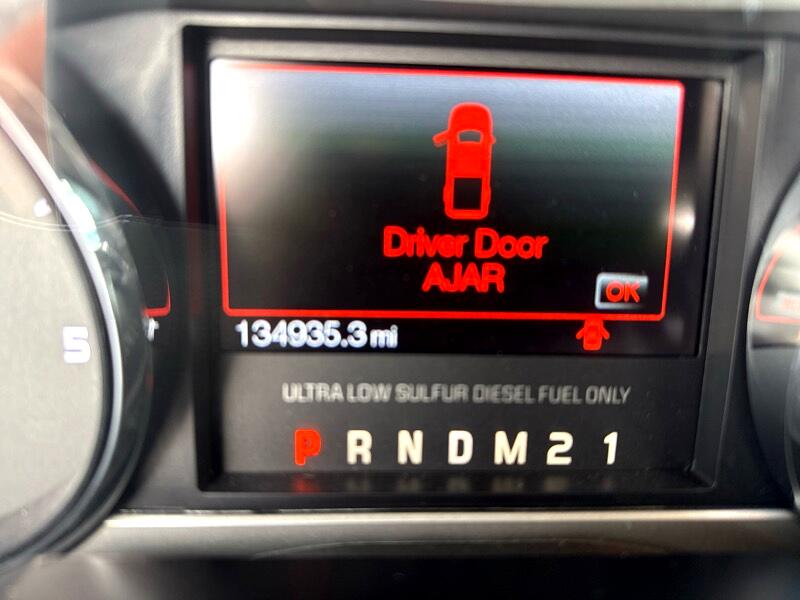 Driver Door
AJAR
OK
134935.3 mi
5
ULTRA LOW SULFUR DIESEL FUEL ONLY
P R N D M 2 1